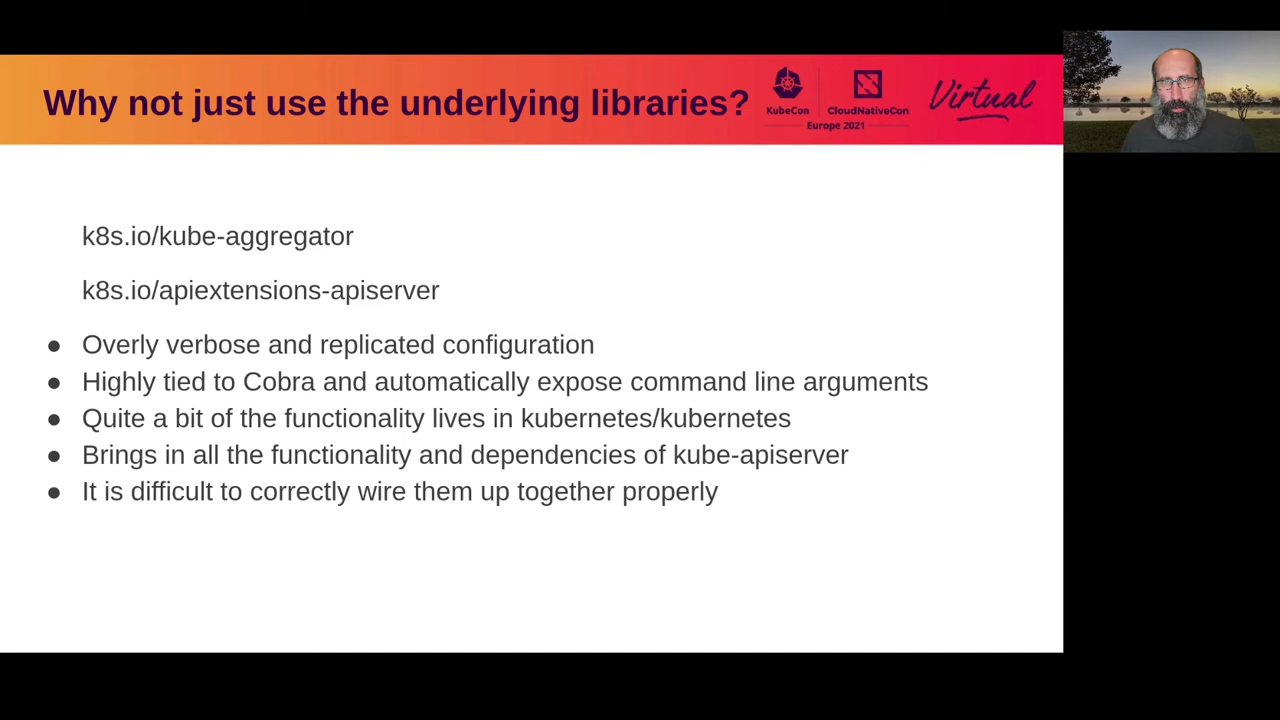 Why not just use the underlying libraries?
KubeCon
CloudNativeCon
Europe 2021
Virtual
k8s.io/kube-aggregator
k8s.io/apiextensions-apiserver
● Overly verbose and replicated configuration
● Highly tied to Cobra and automatically expose command line arguments
● Quite a bit of the functionality lives in kubernetes/kubernetes
● Brings in all the functionality and dependencies of kube-apiserver
● It is difficult to correctly wire them up together properly